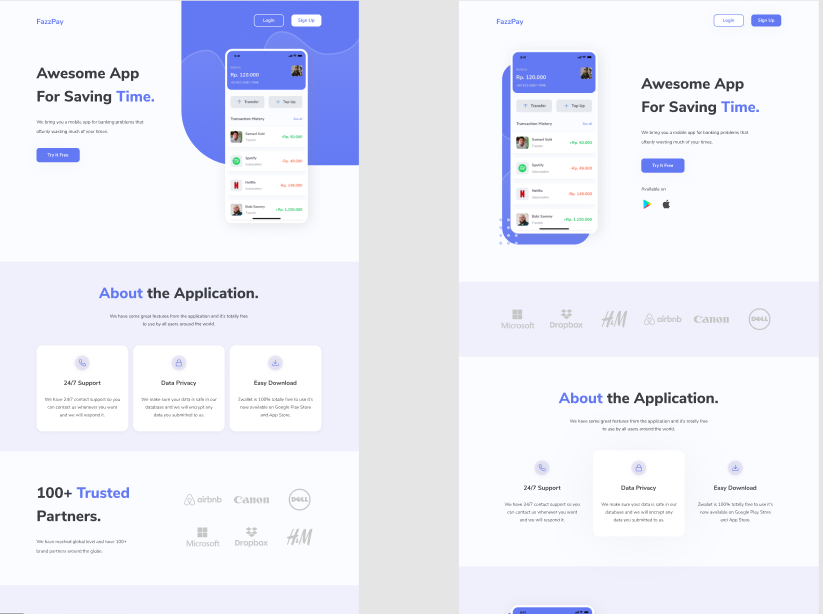 FazzPay
Login
Sign Up
Awesome App
For Saving Time.
We bring you a mobile app for banking problems that
oftenly wasting much of your times.
Try It Free
Rp. 120.000
Transfer
Top Up
Transaction History
See all
Samuel Suhi
Transfer
+Rp. 50.000
Spotify
Subscription
-Rp. 49.000
Netflix
Subscription
-Rp. 149.000
Bobi Sammy
Transfer
+Rp. 1.150.000
About the Application.
We have some great features from the application and it's totally free
to use by all users around the world.
24/7 Support
We have 24/7 contact support so you
can contact us whenever you want
and we will respond it.
Data Privacy
We make sure your data is safe in our
database and we will encrypt any
data you submitted to us.
Easy Download
Zwallet is 100% totally free to use it's
now available on Google Play Store
and App Store.
100+ Trusted
Partners.
We have reached global level and have 100+
brand partners around the globe.
airbnb
Canon
DELL
Microsoft
Dropbox
H&M
FazzPay
Login
Sign Up
Rp. 120.000
Transfer
Top Up
Transaction History
See all
Samuel Suhi
Transfer
+Rp. 50.000
Spotify
Subscription
-Rp. 49.000
Netflix
Subscription
-Rp. 149.000
Bobi Sammy
Transfer
+Rp. 1.150.000
Awesome App
For Saving Time.
We bring you a mobile app for banking problems that
oftenly wasting much of your times.
Try It Free
Available on
Microsoft
Dropbox
H&M
airbnb
Canon
DELL
About the Application.
We have some great features from the application and it's totally free
to use by all users around the world.
24/7 Support
We have 24/7 contact support so you
can contact us whenever you want
and we will respond it.
Data Privacy
We make sure your data is safe in our
database and we will encrypt any
data you submitted to us.
Easy Download
Zwallet is 100% totally free to use it's
now available on Google Play Store
and App Store.